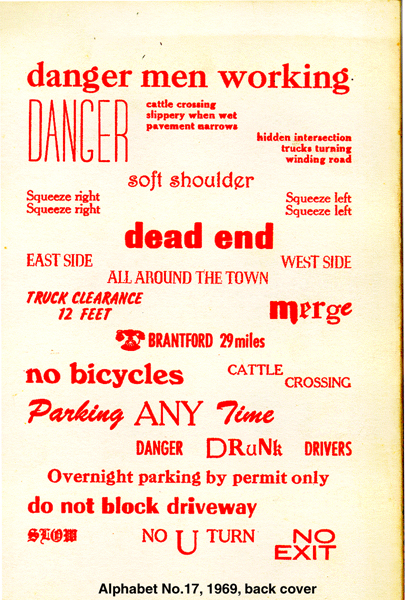 danger men working
DANGER
cattle crossing
slippery when wet
pavement narrows
hidden intersection
trucks turning
winding road
soft shoulder
Squeeze right
Squeeze right
Squeeze left
Squeeze left
dead end
EAST SIDE
WEST SIDE
ALL AROUND THE TOWN
TRUCK CLEARANCE
12 FEET
merge
BRANTFORD 29 miles
no bicycles
CATTLE
CROSSING
Parking ANY Time
DANGER DRuNk DRIVERS
Overnight parking by permit only
do not block driveway
SLOW
NO U TURN
NO
EXIT
Alphabet No.17, 1969, back cover